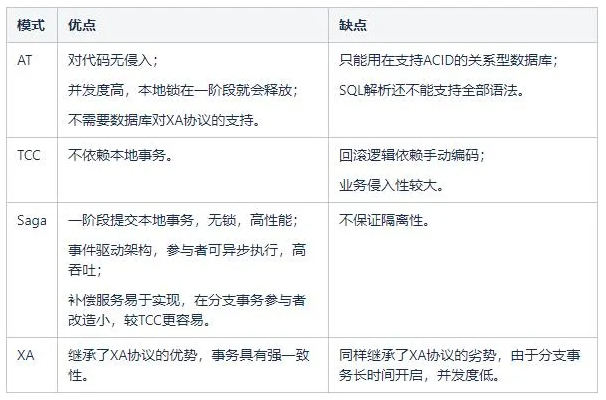 模式 优点 缺点
AT 对代码无侵入； 只能用在支持ACID的关系型数据库；
并发度高，本地锁在一阶段就会释放； SQL解析还不能支持全部语法。
不需要数据库对XA协议的支持。
TCC 不依赖本地事务。 回滚逻辑依赖手动编码；
业务侵入性较大。
Saga 一阶段提交本地事务，无锁，高性能； 不保证隔离性。
事件驱动架构，参与者可异步执行，高
吞吐；
补偿服务易于实现，在分支事务参与者
改造小，较TCC更容易。
XA 继承了XA协议的优势，事务具有强一致 同样继承了XA协议的劣势，由于分支事
性。 务长时间开启，并发度低。